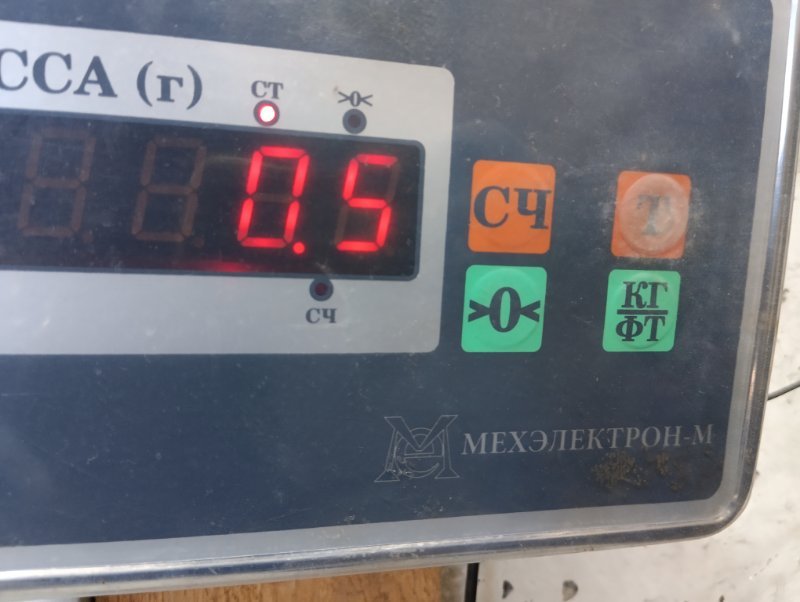 ССА (г)
СТ >0<
0.5
СЧ
СЧ Т
>0< КГ/ФТ
МЕХЭЛЕКТРОН-М